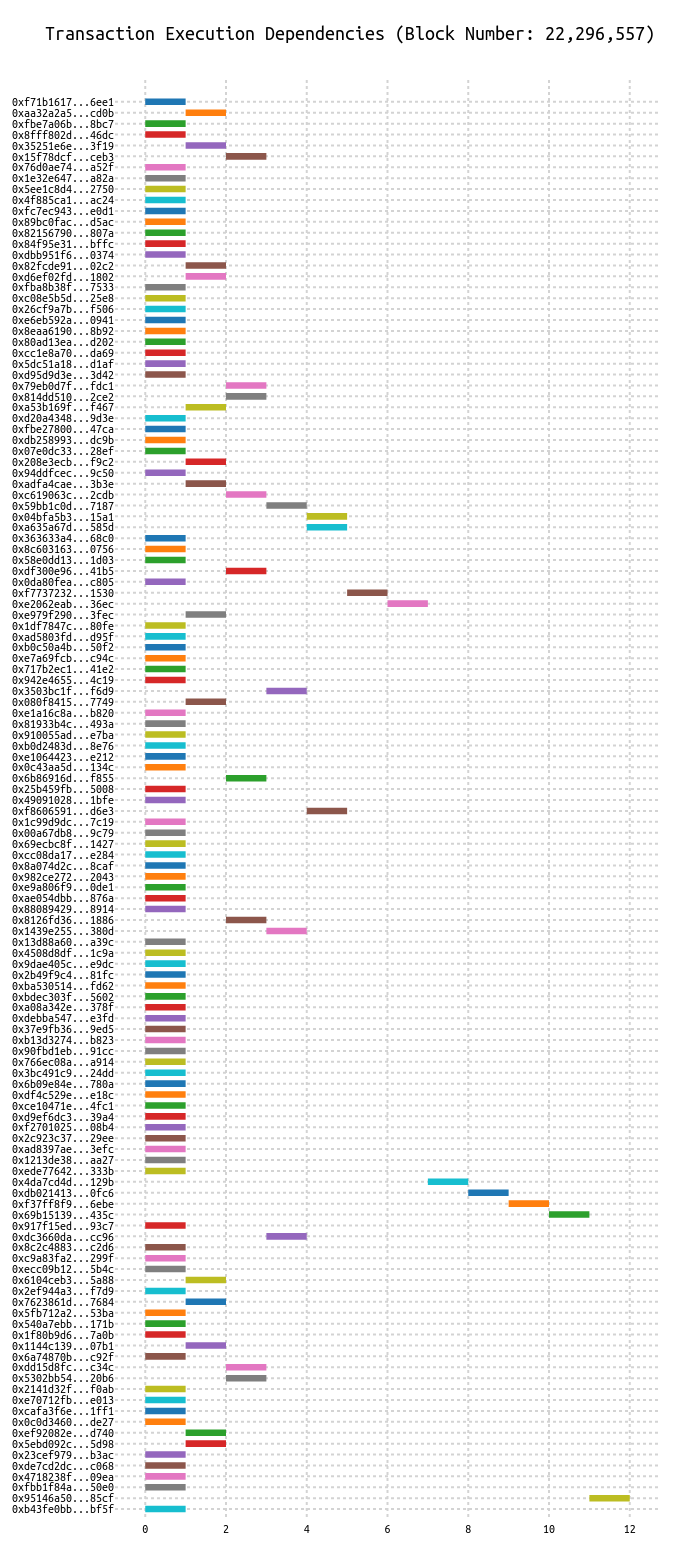 Transaction Execution Dependencies (Block Number: 22,296,557)
0xf71b1617...6ee1
0xaa32a2a5...cd0b
0xfbe7a06b...8bc7
0x8fff802d...46dc
0x35251e6e...3f19
0x15f78dcf...ceb3
0x76d0ae74...a52f
0x1e32e647...a82a
0x5ee1c8d4...2750
0x4f885ca1...ac24
0xfc7ec943...e0d1
0x89bc0fac...d5ac
0x82156790...807a
0x84f95e31...bffc
0xdbb951f6...0374
0x82fcde91...02c2
0xd6ef02fd...1802
0xfba8b38f...7533
0xc08e5b5d...25e8
0x26cf9a7b...f506
0xe6eb592a...0941
0x8eaa6190...8b92
0x80ad13ea...d202
0xcc1e8a70...da69
0x5dc51a18...d1af
0xd95d9d3e...3d42
0x79eb0d7f...fdc1
0x814dd510...2ce2
0xa53b169f...f467
0xd20a4348...9d3e
0xfbe27800...47ca
0xdb258993...dc9b
0x07e0dc33...28ef
0x208e3ecb...f9c2
0x94ddfcec...9c50
0xadfa4cae...3b3e
0xc619063c...2cdb
0x59bb1c0d...7187
0x04bfa5b3...15a1
0xa635a67d...585d
0x363633a4...68c0
0x8c603163...0756
0x58e0dd13...1d03
0xdf300e96...41b5
0x0da80fea...c805
0xf7737232...1530
0xe2062eab...36ec
0xe979f290...3fec
0x1df7847c...80fe
0xad5803fd...d95f
0xb0c50a4b...50f2
0xe7a69fcb...c94c
0x717b2ec1...41e2
0x942e4655...4c19
0x3503bc1f...f6d9
0x080f8415...7749
0xe1a16c8a...b820
0x81933b4c...493a
0x910055ad...e7ba
0xb0d2483d...8e76
0xe1064423...e212
0x0c43aa5d...134c
0x6b86916d...f855
0x25b459fb...5008
0x49091028...1bfe
0xf8606591...d6e3
0x1c99d9dc...7c19
0x00a67db8...9c79
0x69ecbc8f...1427
0xcc08da17...e284
0x8a074d2c...8caf
0x982ce272...2043
0xe9a806f9...0de1
0xae054dbb...876a
0x88089429...8914
0x8126fd36...1886
0x1439e255...380d
0x13d88a60...a39c
0x4508d8df...1c9a
0x9dae405c...e9dc
0x2b49f9c4...81fc
0xba530514...fd62
0xbdec303f...5602
0xa08a342e...378f
0xdebba547...e3fd
0x37e9fb36...9ed5
0xb13d3274...b823
0x90fbd1eb...91cc
0x766ec08a...a914
0x3bc491c9...24dd
0x6b09e84e...780a
0xdf4c529e...e18c
0xce10471e...4fc1
0xd9ef6dc3...39a4
0xf2701025...08b4
0x2c923c37...29ee
0xad8397ae...3efc
0x1213de38...aa27
0xede77642...333b
0x4da7cd4d...129b
0xdb021413...0fc6
0xf37ff8f9...6ebe
0x69b15139...435c
0x917f15ed...93c7
0xdc3660da...cc96
0x8c2c4883...c2d6
0xc9a83fa2...299f
0xecc09b12...5b4c
0x6104ceb3...5a88
0x2ef944a3...f7d9
0x7623861d...7684
0x5fb712a2...53ba
0x540a7ebb...171b
0x1f80b9d6...7a0b
0x1144c139...07b1
0x6a74870b...c92f
0xdd15d8fc...c34c
0x5302bb54...20b6
0x2141d32f...f0ab
0xe70712fb...e013
0xcafa3f6e...1ff1
0x0c0d3460...de27
0xef92082e...d740
0x5ebd092c...5d98
0x23cef979...b3ac
0xde7cd2dc...c068
0x4718238f...09ea
0xfbb1f84a...50e0
0x95146a50...85cf
0xb43fe0bb...bf5f
0 2 4 6 8 10 12